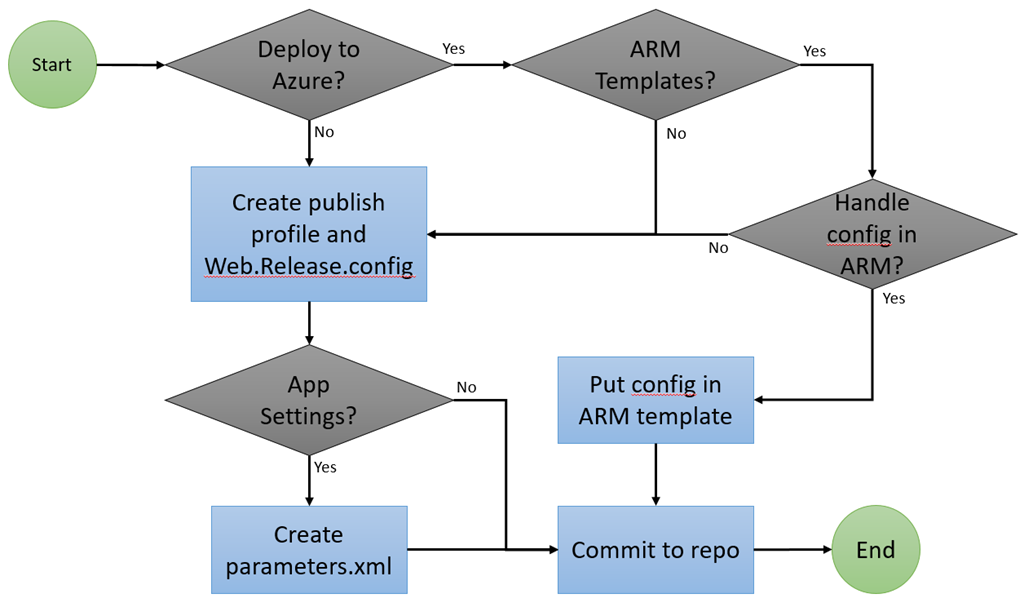 Start
Deploy to
Azure?
Yes
ARM
Templates?
Yes
No
No
Create publish
profile and
Web.Release.config
Handle
config in
ARM?
No
Yes
App
Settings?
No
Put config in
ARM template
Yes
Create
parameters.xml
Commit to repo
End